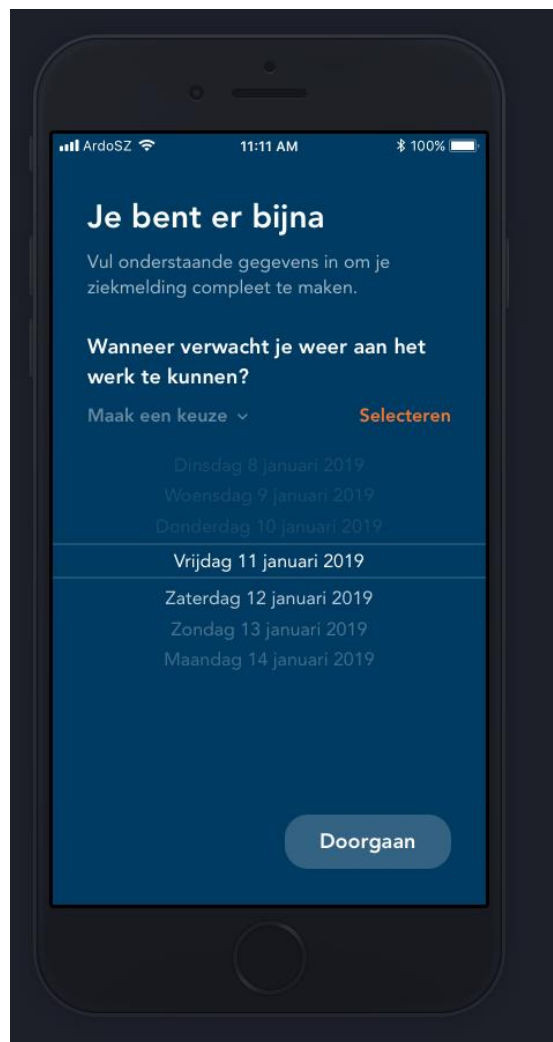 ArdoSZ 11:11 AM 100%
Je bent er bijna
Vul onderstaande gegevens in om je
ziekmelding compleet te maken.
Wanneer verwacht je weer aan het
werk te kunnen?
Maak een keuze Selecteren
Dinsdag 8 januari 2019
Woensdag 9 januari 2019
Donderdag 10 januari 2019
Vrijdag 11 januari 2019
Zaterdag 12 januari 2019
Zondag 13 januari 2019
Maandag 14 januari 2019
Doorgaan